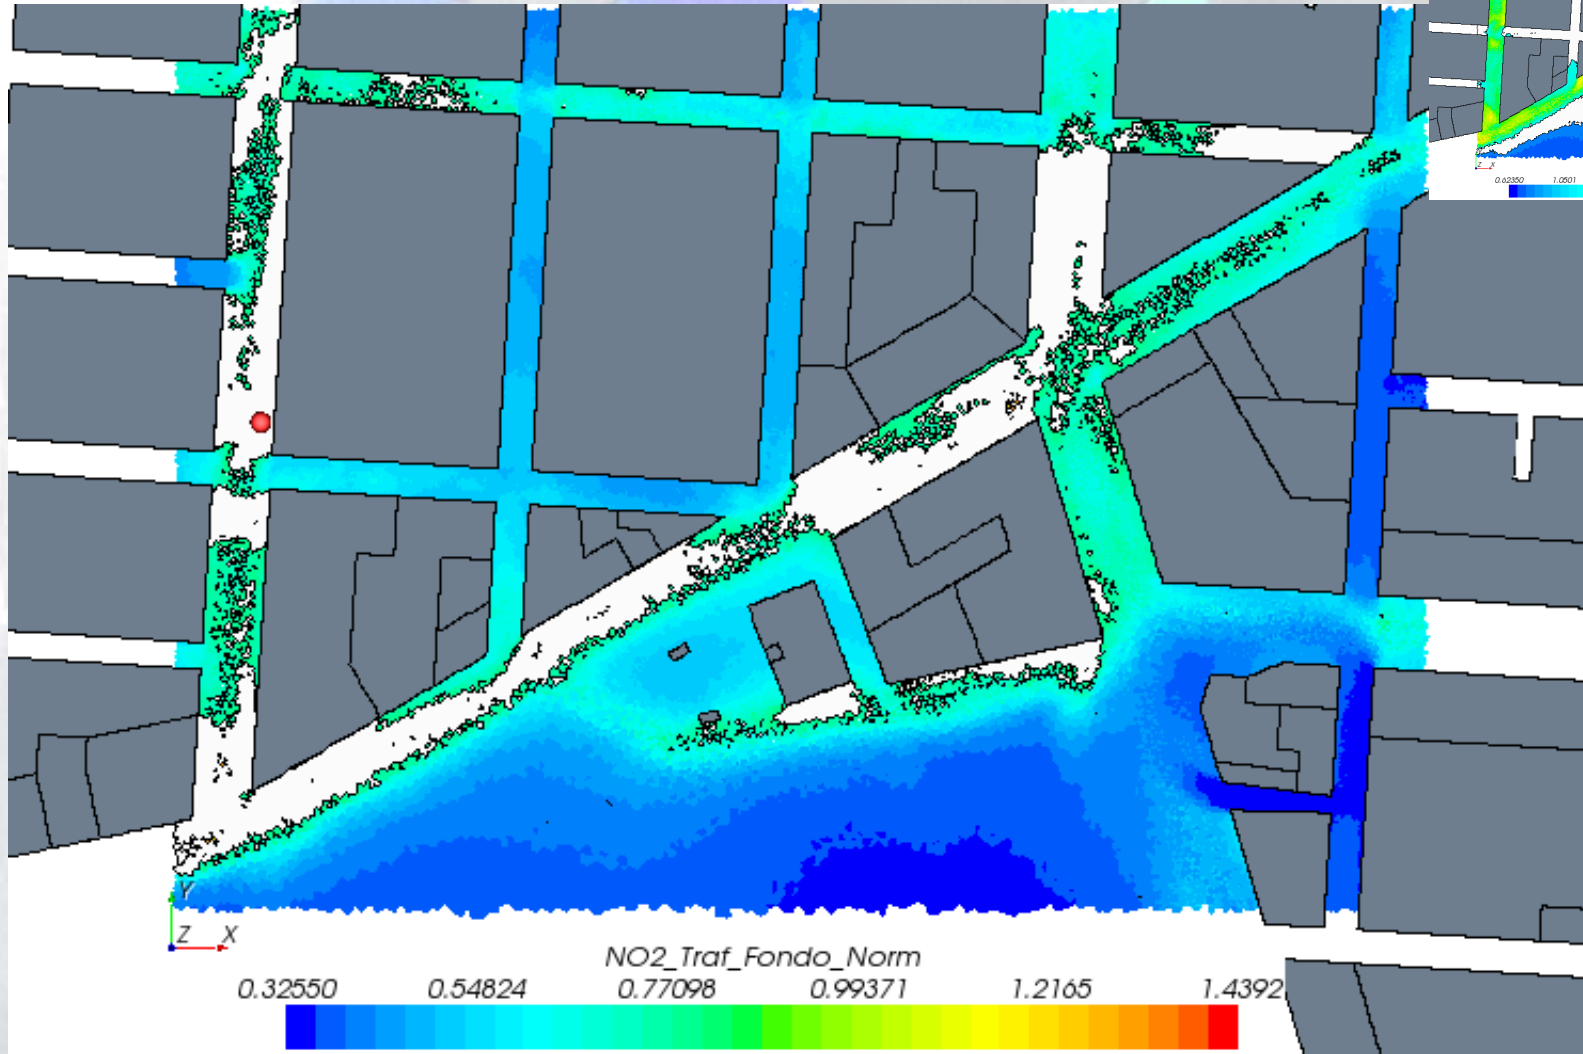 Z X
0.62350 1.0501
Y
Z X
NO2_Traf_Fondo_Norm
0.32550 0.54824 0.77098 0.99371 1.2165 1.4392